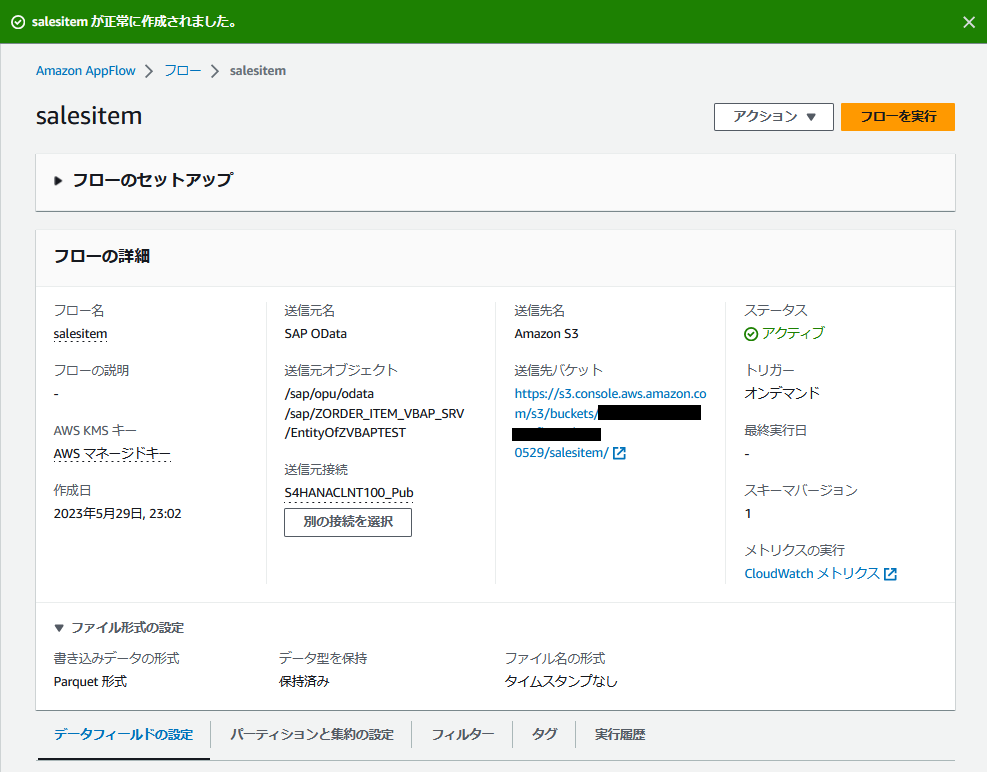 salesitem が正常に作成されました。
Amazon AppFlow > フロー > salesitem
salesitem
アクション ▼
フローを実行
フローのセットアップ
フローの詳細
フロー名
salesitem
フローの説明
-
AWS KMS キー
AWS マネージドキー
作成日
2023年5月29日, 23:02
送信元名
SAP OData
送信元オブジェクト
/sap/opu/odata
/sap/ZORDER_ITEM_VBAP_SRV
/EntityOfZVBAPTEST
送信元接続
S4HANACLNT100_Pub
別の接続を選択
送信先名
Amazon S3
送信先バケット
https://s3.console.aws.amazon.co
m/s3/buckets/
0529/salesitem/
ステータス
アクティブ
トリガー
オンデマンド
最終実行日
-
スキーマバージョン
1
メトリクスの実行
CloudWatch メトリクス
▼ ファイル形式の設定
書き込みデータの形式
Parquet 形式
データ型を保持
保持済み
ファイル名の形式
タイムスタンプなし
データフィールドの設定
パーティションと集約の設定
フィルター
タグ
実行履歴